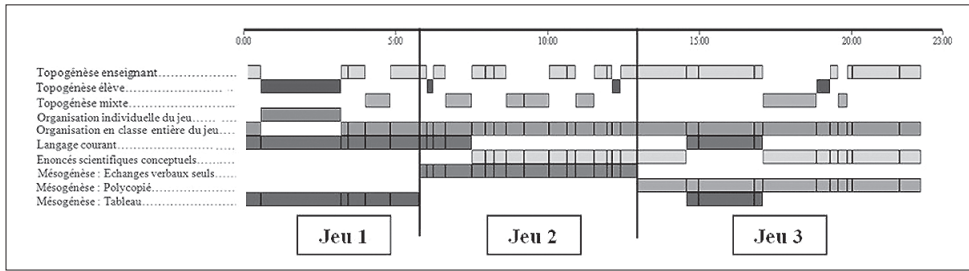 0:00 5:00 10:00 15:00 20:00 23:00
Topogénèse enseignant
Topogénèse élève
Topogénèse mixte
Organisation individuelle du jeu
Organisation en classe entière du jeu
Langage courant
Enoncés scientifiques conceptuels
Mésogénèse : Echanges verbaux seuls
Mésogénèse : Polycopié
Mésogénèse : Tableau
Jeu 1 Jeu 2 Jeu 3